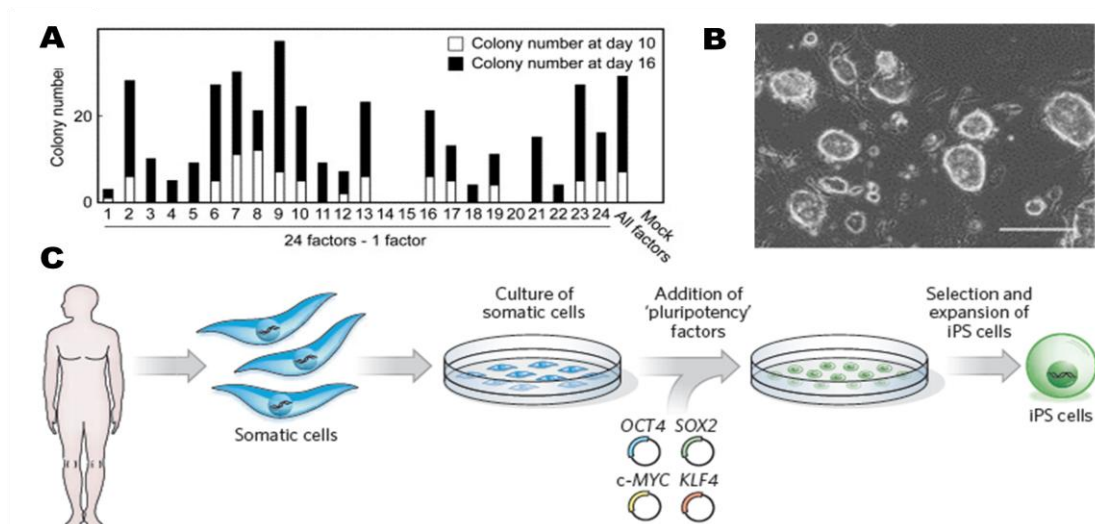 A
Colony number
20
0
Colony number at day 10
Colony number at day 16
1 2 3 4 5 6 7 8 9 10 11 12 13 14 15 16 17 18 19 20 21 22 23 24 All factors Mock
24 factors - 1 factor
B
C
Somatic cells
Culture of
somatic cells
Addition of
'pluripotency'
factors
OCT4 SOX2
c-MYC KLF4
Selection and
expansion of
iPS cells
iPS cells